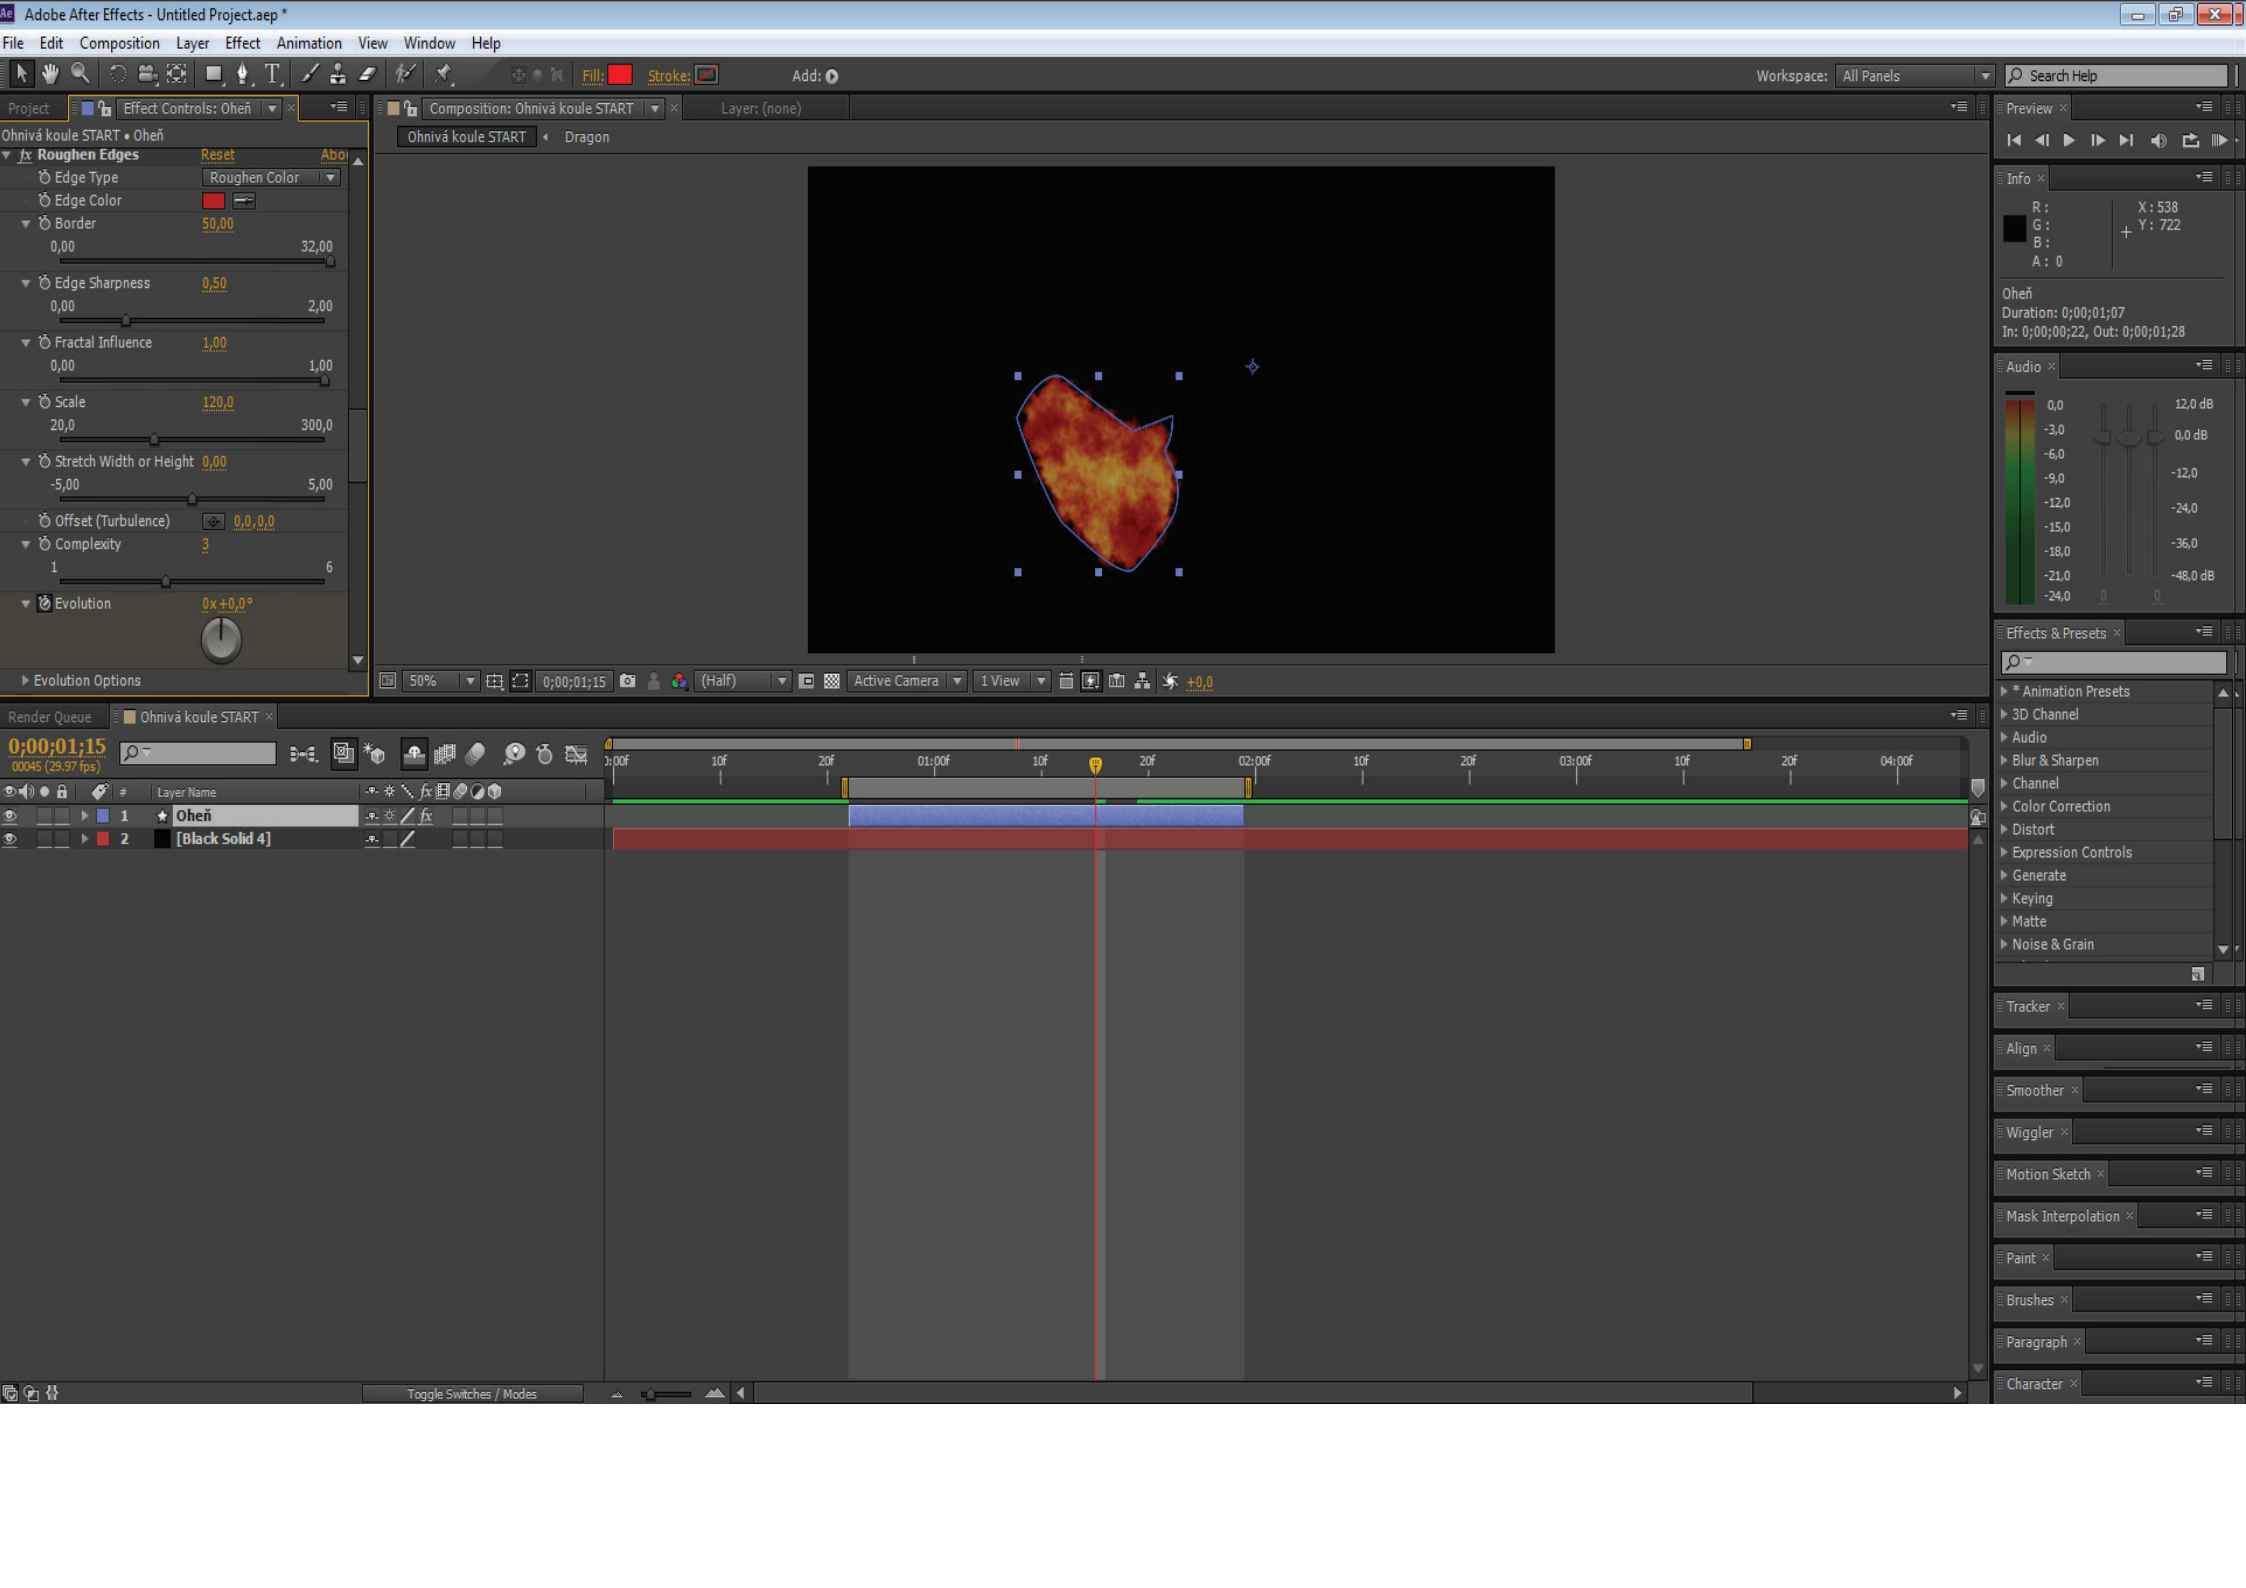 Ae Adobe After Effects - Untitled Project.aep *
File Edit Composition Layer Effect Animation View Window Help
T Fill: Stroke: Add: Workspace: All Panels Search Help
Project Effect Controls: Oheň × Composition: Ohnivá koule START × Layer: (none)
Ohnivá koule START • Oheň
Ohnivá koule START Dragon
fx Roughen Edges Reset Abou
Edge Type Roughen Color
Edge Color
Border 50,00
0,00 32,00
Edge Sharpness 0,50
0,00 2,00
Fractal Influence 1,00
0,00 1,00
Scale 120,0
20,0 300,0
Stretch Width or Height 0,00
-5,00 5,00
Offset (Turbulence) 0,0,0,0
Complexity 3
1 6
Evolution 0x+0,0°
Evolution Options
50% 0;00;01;15 (Half) Active Camera 1 View +0,0
Preview ×
Info ×
R : X : 538
G : + Y : 722
B :
A : 0
Oheň
Duration: 0;00;01;07
In: 0;00;00;22, Out: 0;00;01;28
Audio ×
0,0 12,0 dB
-3,0 0,0 dB
-6,0
-9,0 -12,0
-12,0 -24,0
-15,0
-18,0 -36,0
-21,0 -48,0 dB
-24,0 0 0
Effects & Presets ×
* Animation Presets
3D Channel
Audio
Blur & Sharpen
Channel
Color Correction
Distort
Expression Controls
Generate
Keying
Matte
Noise & Grain
Tracker ×
Align ×
Smoother ×
Wiggler ×
Motion Sketch ×
Mask Interpolation ×
Paint ×
Brushes ×
Paragraph ×
Character ×
Render Queue Ohnivá koule START ×
0;00;01;15
00045 (29.97 fps)
0:00f 10f 20f 01:00f 10f 20f 02:00f 10f 20f 03:00f 10f 20f 04:00f
# Layer Name fx
1 Oheň fx
2 [Black Solid 4]
Toggle Switches / Modes